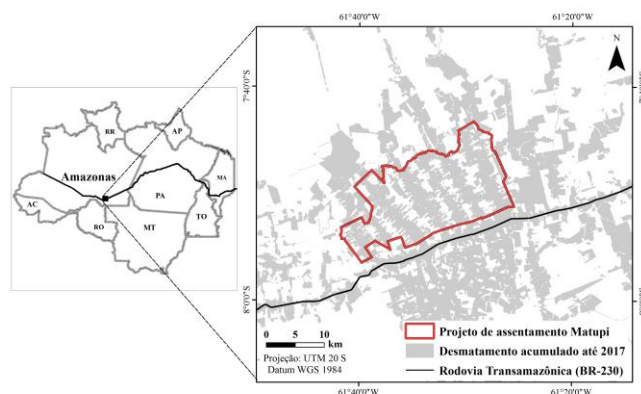 61°40'0"W 61°20'0"W
N
7°40'0"S
RR AP
Amazonas
MA
PA
AC
TO
RO
MT
8°0'0"S
0 5 10
km
Projeção: UTM 20 S
Datum WGS 1984
Projeto de assentamento Matupi
Desmatamento acumulado até 2017
Rodovia Transamazônica (BR-230)
61°40'0"W 61°20'0"W